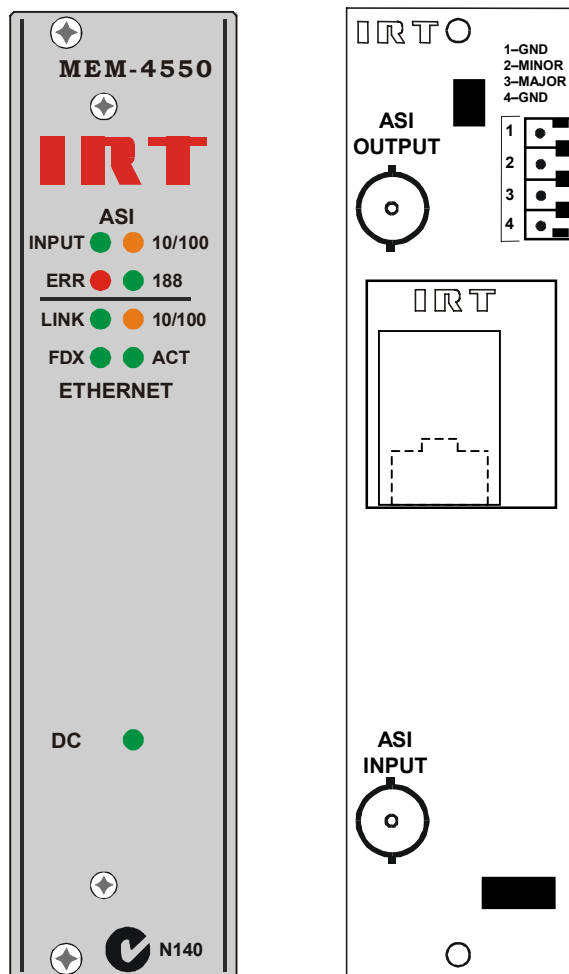 MEM-4550
IRT
ASI
INPUT 10/100
ERR 188
LINK 10/100
FDX ACT
ETHERNET
DC
N140
IRT
1–GND
2–MINOR
3–MAJOR
4–GND
ASI
OUTPUT
1
2
3
4
IRT
ASI
INPUT